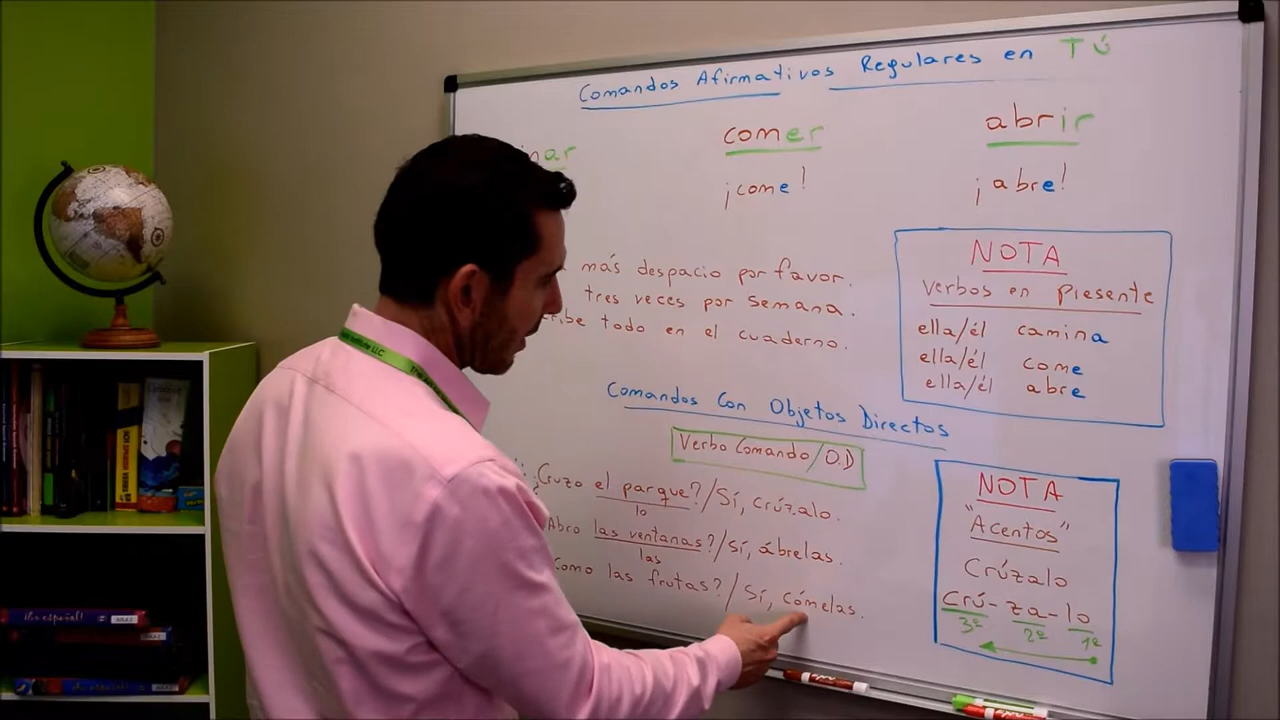 Comandos Afirmativos Regulares en TÚ
comer
abrir
¡come!
¡abre!
más despacio por favor.
tres veces por semana.
todo en el cuaderno.
NOTA
verbos en presente
ella/él camina
ella/él come
ella/él abre
Comandos Con Objetos Directos
Verbo Comando/O.D
¿Cruzo el parque?/Sí, crúzalo.
lo
Abro las ventanas?/Sí, ábrelas.
las
Como las frutas?/Sí, cómelas.
NOTA
"Acentos"
Crúzalo
Crú-za-lo
3ª 2ª 1ª